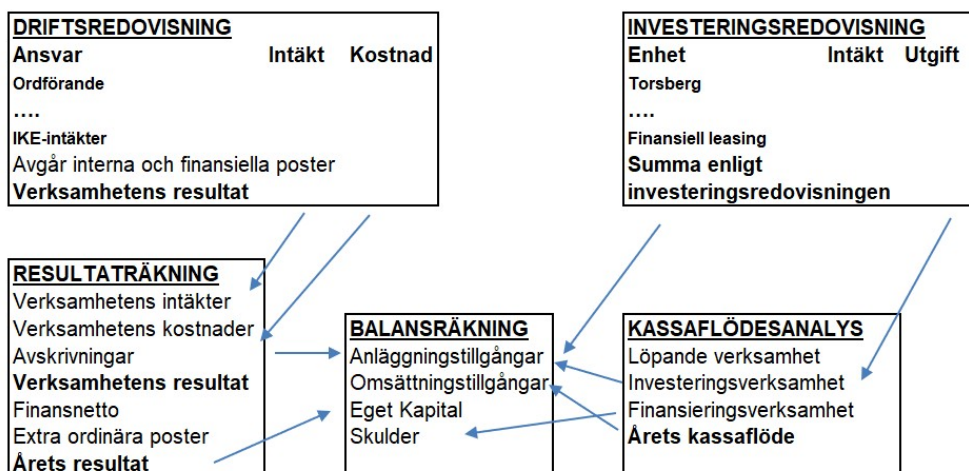 DRIFTSREDOVISNING
Ansvar Intäkt Kostnad
Ordförande
....
IKE-intäkter
Avgår interna och finansiella poster
Verksamhetens resultat
INVESTERINGSREDOVISNING
Enhet Intäkt Utgift
Torsberg
....
Finansiell leasing
Summa enligt
investeringsredovisningen
RESULTATRÄKNING
Verksamhetens intäkter
Verksamhetens kostnader
Avskrivningar
Verksamhetens resultat
Finansnetto
Extra ordinära poster
Årets resultat
BALANSRÄKNING
Anläggningstillgångar
Omsättningstillgångar
Eget Kapital
Skulder
KASSAFLÖDESANALYS
Löpande verksamhet
Investeringsverksamhet
Finansieringsverksamhet
Årets kassaflöde